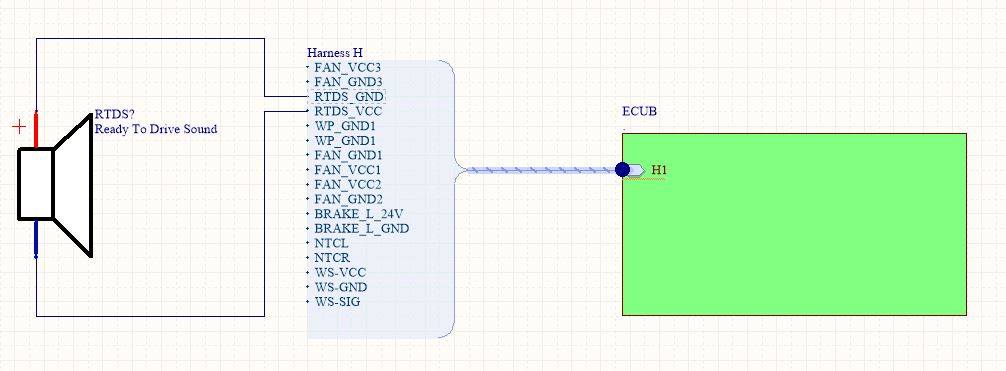 Harness H
FAN_VCC3
FAN_GND3
RTDS_GND
RTDS_VCC
WP_GND1
WP_GND1
FAN_GND1
FAN_VCC1
FAN_VCC2
FAN_GND2
BRAKE_L_24V
BRAKE_L_GND
NTCL
NTCR
WS-VCC
WS-GND
WS-SIG
RTDS?
Ready To Drive Sound
ECUB
H1